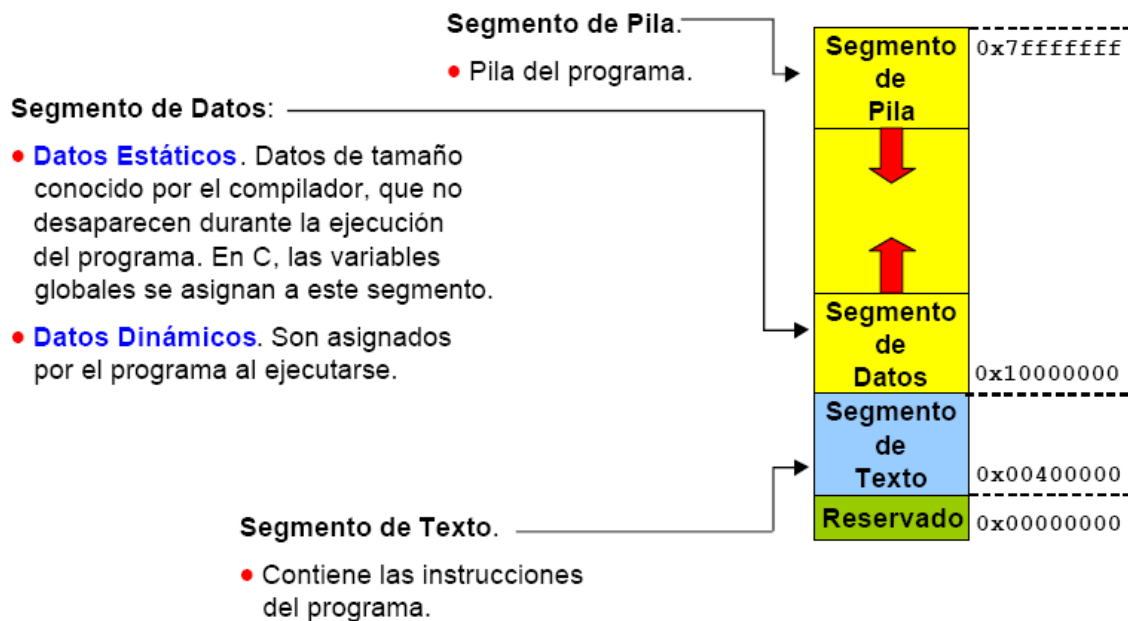 Segmento de Pila.
• Pila del programa.
Segmento de Datos:
• Datos Estáticos. Datos de tamaño
conocido por el compilador, que no
desaparecen durante la ejecución
del programa. En C, las variables
globales se asignan a este segmento.
• Datos Dinámicos. Son asignados
por el programa al ejecutarse.
Segmento de Texto.
• Contiene las instrucciones
del programa.
Segmento
de
Pila
0x7fffffff
Segmento
de
Datos
0x10000000
Segmento
de
Texto
0x00400000
Reservado
0x00000000